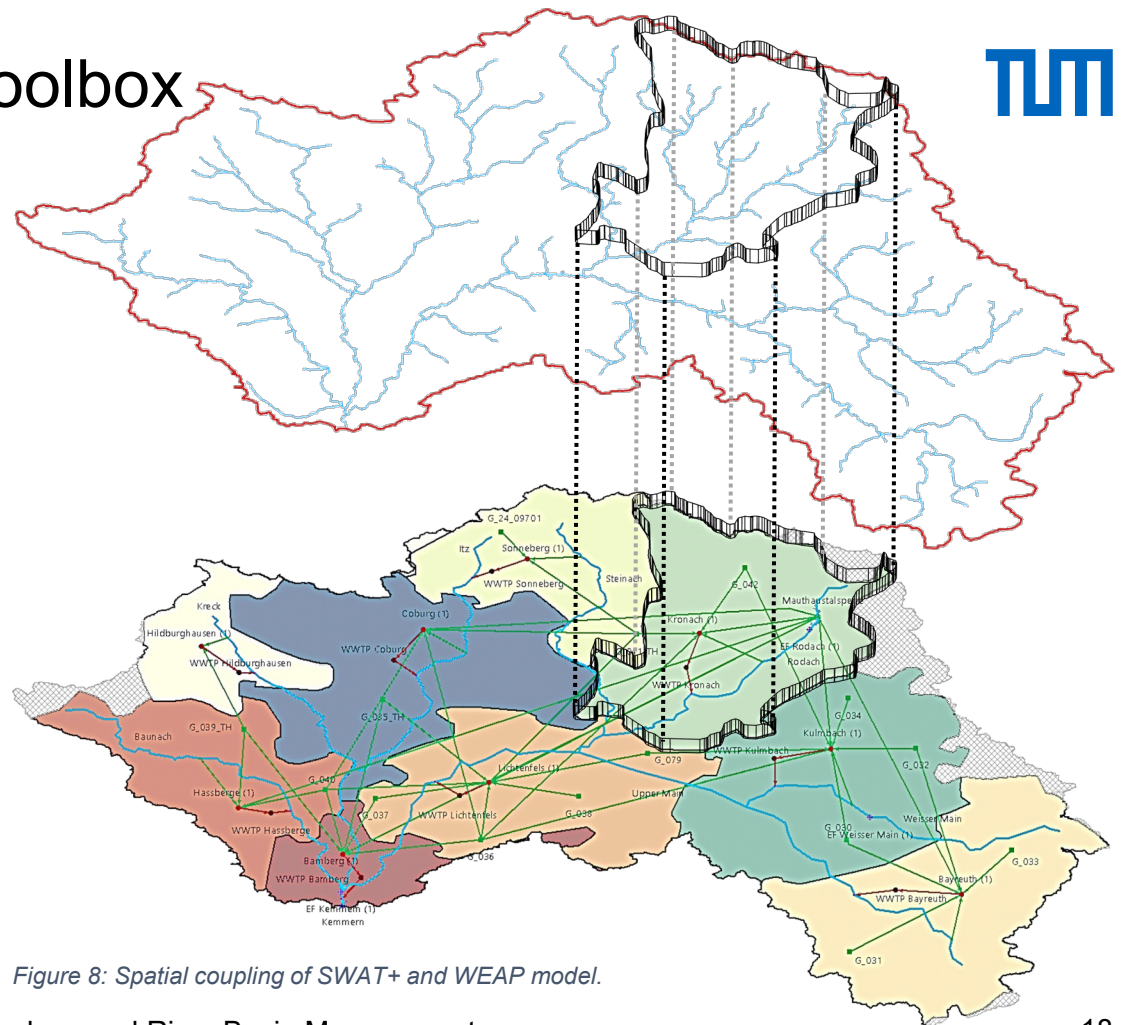 oolbox
TUM
G_24_09701
Itz
Sonneberg (1)
WWTP Sonneberg
Steinach
G_042
Mauthaustalsperre
Kreck
Coburg (1)
Kronach (1)
Hildburghausen (1)
EF Rodach (1)
WWTP Coburg
WWTP Hildburghausen
Rodach
WWTP Kronach
G_034
G_039_TH
G_035_TH
Baunach
Kulmbach (1)
WWTP Kulmbach
G_079
G_032
Lichtenfels (1)
G_040
Hassberge (1)
Upper Main
G_037
WWTP Lichtenfels
G_038
Weisser Main
WWTP Hassberge
G_030
EF Weisser Main (1)
G_036
Bamberg (1)
G_033
WWTP Bamberg
Bayreuth (1)
WWTP Bayreuth
EF Kemmern (1)
Kemmern
G_031
Figure 8: Spatial coupling of SWAT+ and WEAP model.